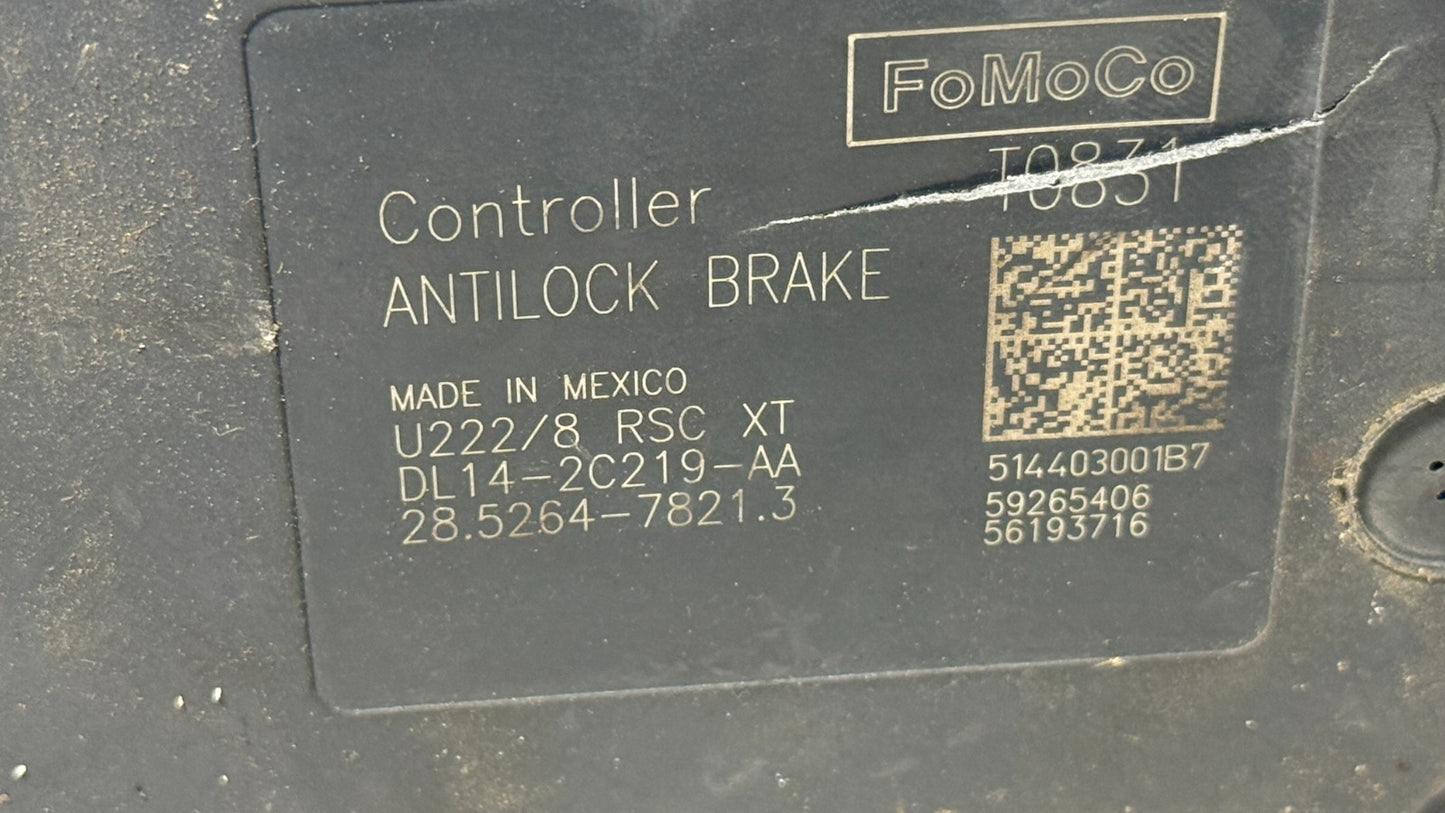 FoMoCo
T0831
Controller
ANTILOCK BRAKE
MADE IN MEXICO
U222/8 RSC XT
DL14-2C219-AA
28.5264-7821.3
514403001B7
59265406
56193716